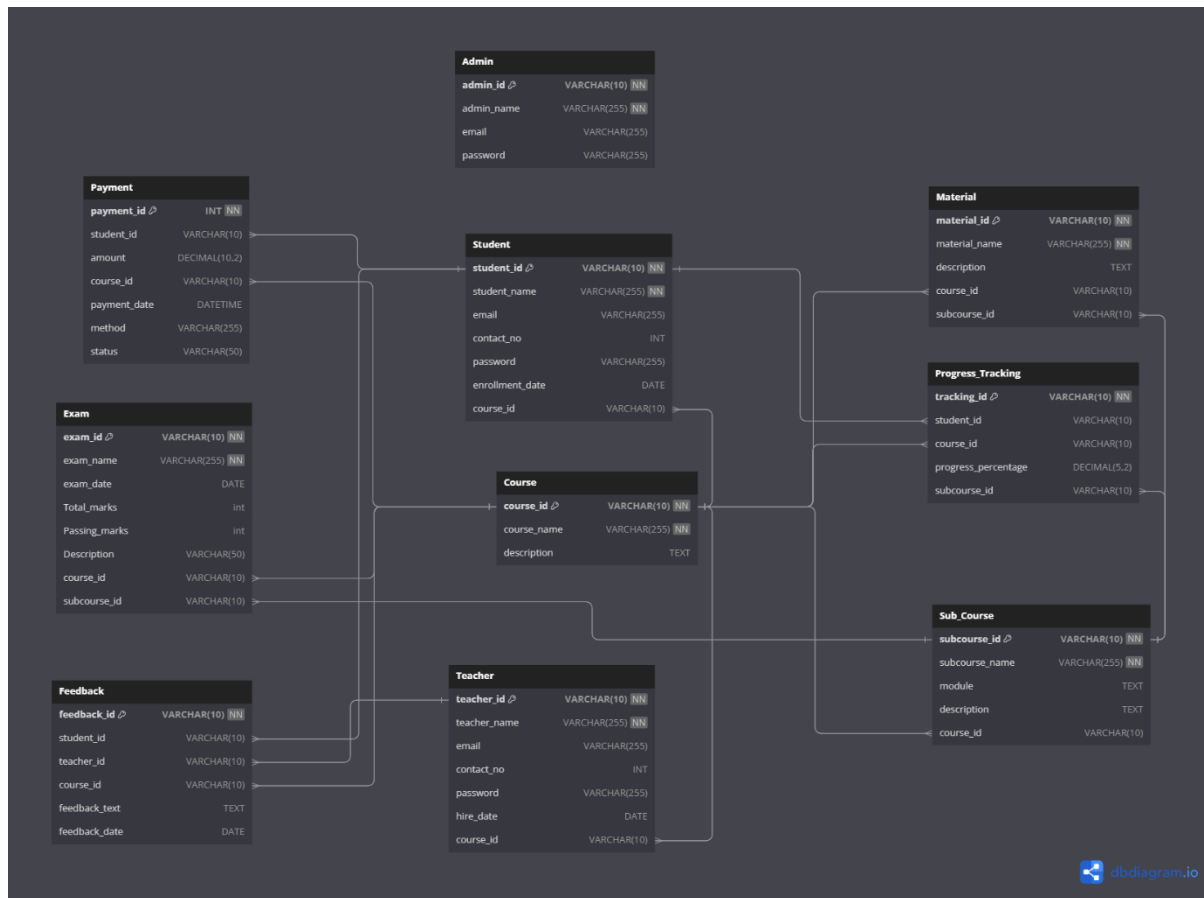 Admin
admin_id VARCHAR(10) NN
admin_name VARCHAR(255) NN
email VARCHAR(255)
password VARCHAR(255)
Payment
payment_id INT NN
student_id VARCHAR(10)
amount DECIMAL(10,2)
course_id VARCHAR(10)
payment_date DATETIME
method VARCHAR(255)
status VARCHAR(50)
Student
student_id VARCHAR(10) NN
student_name VARCHAR(255) NN
email VARCHAR(255)
contact_no INT
password VARCHAR(255)
enrollment_date DATE
course_id VARCHAR(10)
Material
material_id VARCHAR(10) NN
material_name VARCHAR(255) NN
description TEXT
course_id VARCHAR(10)
subcourse_id VARCHAR(10)
Progress_Tracking
tracking_id VARCHAR(10) NN
student_id VARCHAR(10)
course_id VARCHAR(10)
progress_percentage DECIMAL(5,2)
subcourse_id VARCHAR(10)
Exam
exam_id VARCHAR(10) NN
exam_name VARCHAR(255) NN
exam_date DATE
Total_marks int
Passing_marks int
Description VARCHAR(50)
course_id VARCHAR(10)
subcourse_id VARCHAR(10)
Course
course_id VARCHAR(10) NN
course_name VARCHAR(255) NN
description TEXT
Sub_Course
subcourse_id VARCHAR(10) NN
subcourse_name VARCHAR(255) NN
module TEXT
description TEXT
course_id VARCHAR(10)
Feedback
feedback_id VARCHAR(10) NN
student_id VARCHAR(10)
teacher_id VARCHAR(10)
course_id VARCHAR(10)
feedback_text TEXT
feedback_date DATE
Teacher
teacher_id VARCHAR(10) NN
teacher_name VARCHAR(255) NN
email VARCHAR(255)
contact_no INT
password VARCHAR(255)
hire_date DATE
course_id VARCHAR(10)
dbdiagram.io